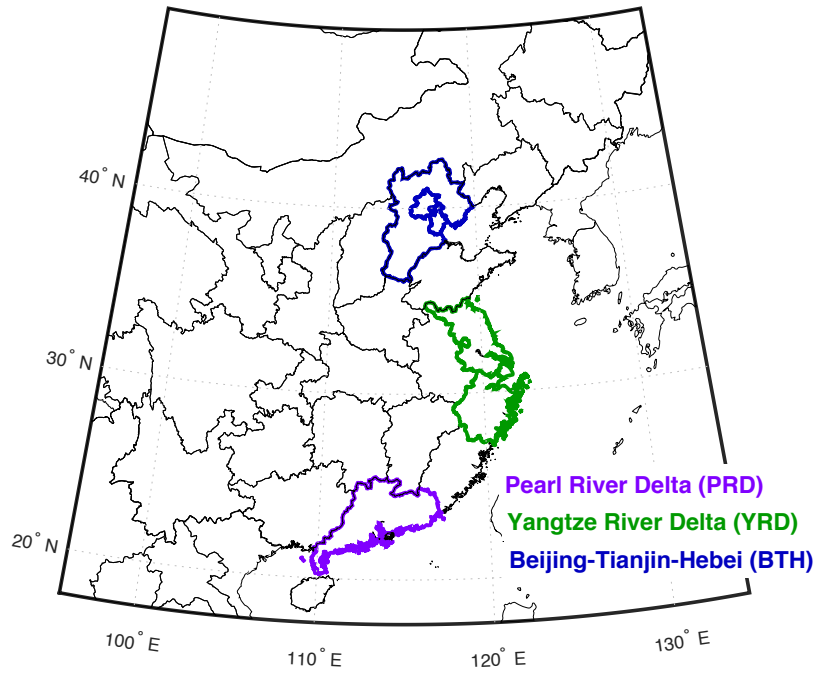 40° N
30° N
20° N
Pearl River Delta (PRD)
Yangtze River Delta (YRD)
Beijing-Tianjin-Hebei (BTH)
100° E
110° E
120° E
130° E